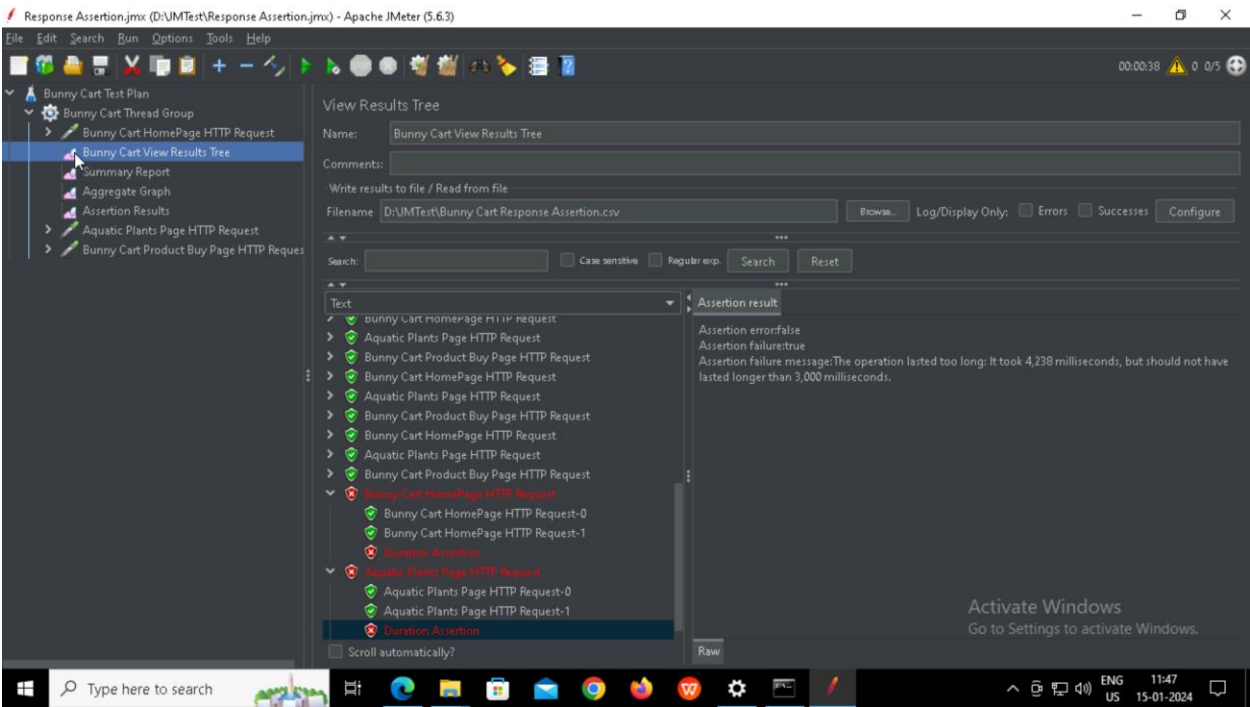 Response Assertion.jmx (D:\JMTest\Response Assertion.jmx) - Apache JMeter (5.6.3)
File Edit Search Run Options Tools Help
00:00:38 0 0/5
Bunny Cart Test Plan
Bunny Cart Thread Group
Bunny Cart HomePage HTTP Request
Bunny Cart View Results Tree
Summary Report
Aggregate Graph
Assertion Results
Aquatic Plants Page HTTP Request
Bunny Cart Product Buy Page HTTP Reques
View Results Tree
Name: Bunny Cart View Results Tree
Comments:
Write results to file / Read from file
Filename D:\JMTest\Bunny Cart Response Assertion.csv Browse... Log/Display Only: Errors Successes Configure
Search: Case sensitive Regular exp. Search Reset
Text
Bunny Cart HomePage HTTP Request
Aquatic Plants Page HTTP Request
Bunny Cart Product Buy Page HTTP Request
Bunny Cart HomePage HTTP Request
Aquatic Plants Page HTTP Request
Bunny Cart Product Buy Page HTTP Request
Bunny Cart HomePage HTTP Request
Aquatic Plants Page HTTP Request
Bunny Cart Product Buy Page HTTP Request
Bunny Cart HomePage HTTP Request
Bunny Cart HomePage HTTP Request-0
Bunny Cart HomePage HTTP Request-1
Duration Assertion
Aquatic Plants Page HTTP Request
Aquatic Plants Page HTTP Request-0
Aquatic Plants Page HTTP Request-1
Duration Assertion
Scroll automatically?
Assertion result
Assertion error:false
Assertion failure:true
Assertion failure message:The operation lasted too long: It took 4,238 milliseconds, but should not have
lasted longer than 3,000 milliseconds.
Raw
Activate Windows
Go to Settings to activate Windows.
Type here to search
ENG
US
11:47
15-01-2024